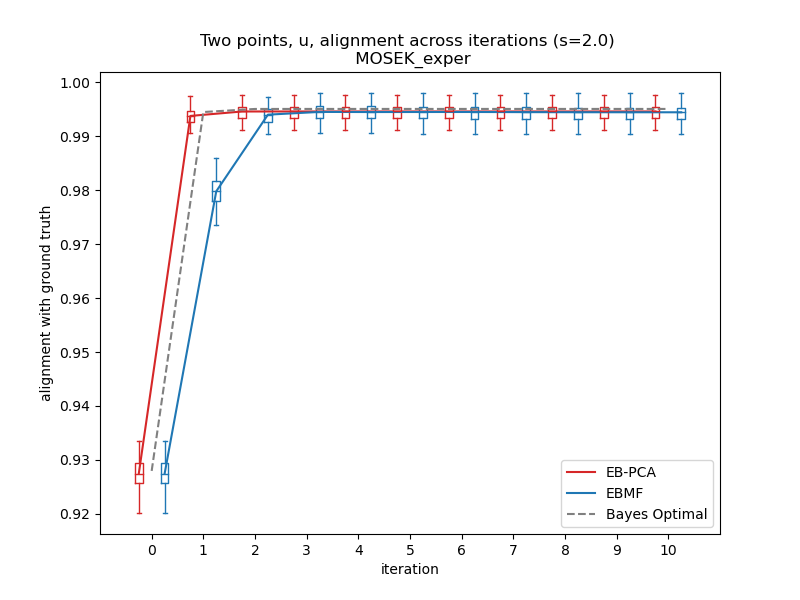 Two points, u, alignment across iterations (s=2.0)
MOSEK_exper
alignment with ground truth
1.00
0.99
0.98
0.97
0.96
0.95
0.94
0.93
0.92
EB-PCA
EBMF
Bayes Optimal
0 1 2 3 4 5 6 7 8 9 10
iteration